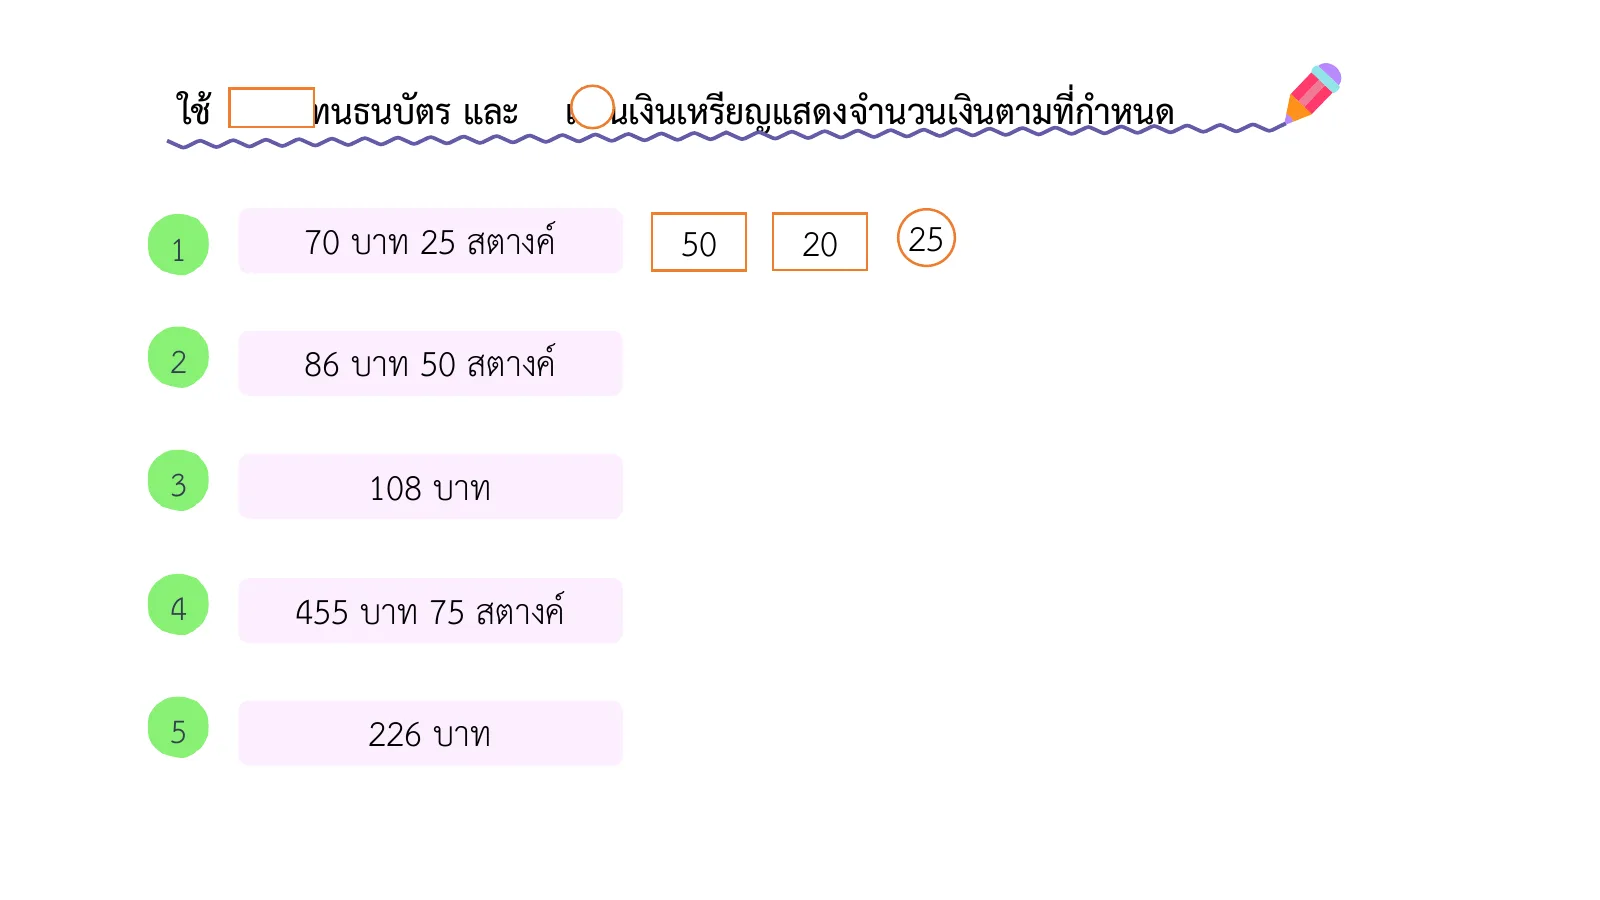 ใช้ ทนธนบัตร และ นเงินเหรียญแสดงจำนวนเงินตามที่กำหนด
1 70 บาท 25 สตางค์ 50 20 25
2 86 บาท 50 สตางค์
3 108 บาท
4 455 บาท 75 สตางค์
5 226 บาท